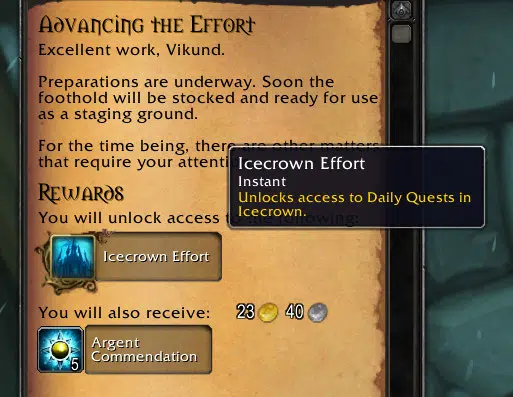 Advancing the Effort
Excellent work, Vikund.
Preparations are underway. Soon the
foothold will be stocked and ready for use
as a staging ground.
For the time being, there are other matters
that require your attenti
Icecrown Effort
Instant
Unlocks access to Daily Quests in
Icecrown.
Rewards
You will unlock access to the following:
Icecrown Effort
You will also receive: 23 40
5
Argent
Commendation